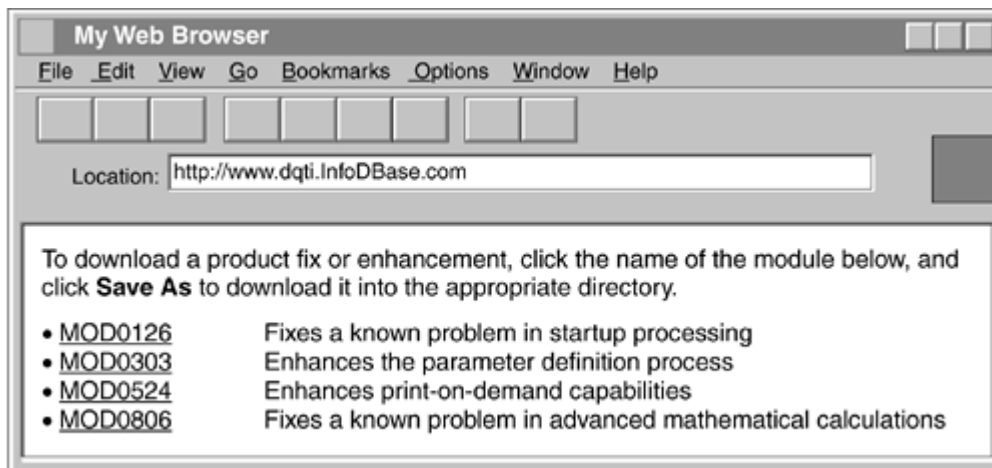 My Web Browser
File Edit View Go Bookmarks Options Window Help
Location: http://www.dqti.InfoDBase.com
To download a product fix or enhancement, click the name of the module below, and
click Save As to download it into the appropriate directory.
• MOD0126 Fixes a known problem in startup processing
• MOD0303 Enhances the parameter definition process
• MOD0524 Enhances print-on-demand capabilities
• MOD0806 Fixes a known problem in advanced mathematical calculations